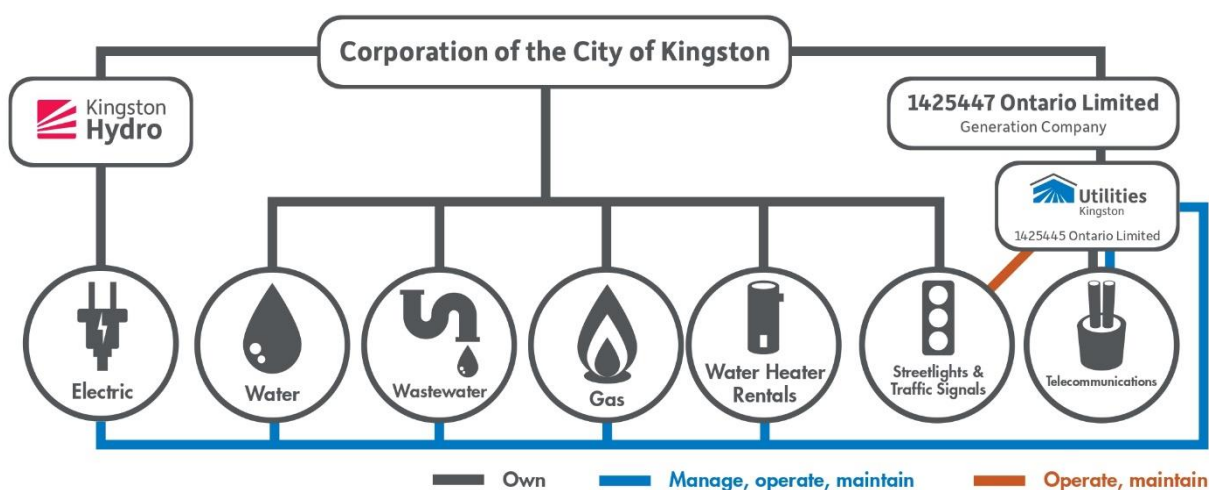 Corporation of the City of Kingston
Kingston
Hydro
1425447 Ontario Limited
Generation Company
Utilities
Kingston
1425445 Ontario Limited
Electric
Water
Wastewater
Gas
Water Heater
Rentals
Streetlights &
Traffic Signals
Telecommunications
Own
Manage, operate, maintain
Operate, maintain